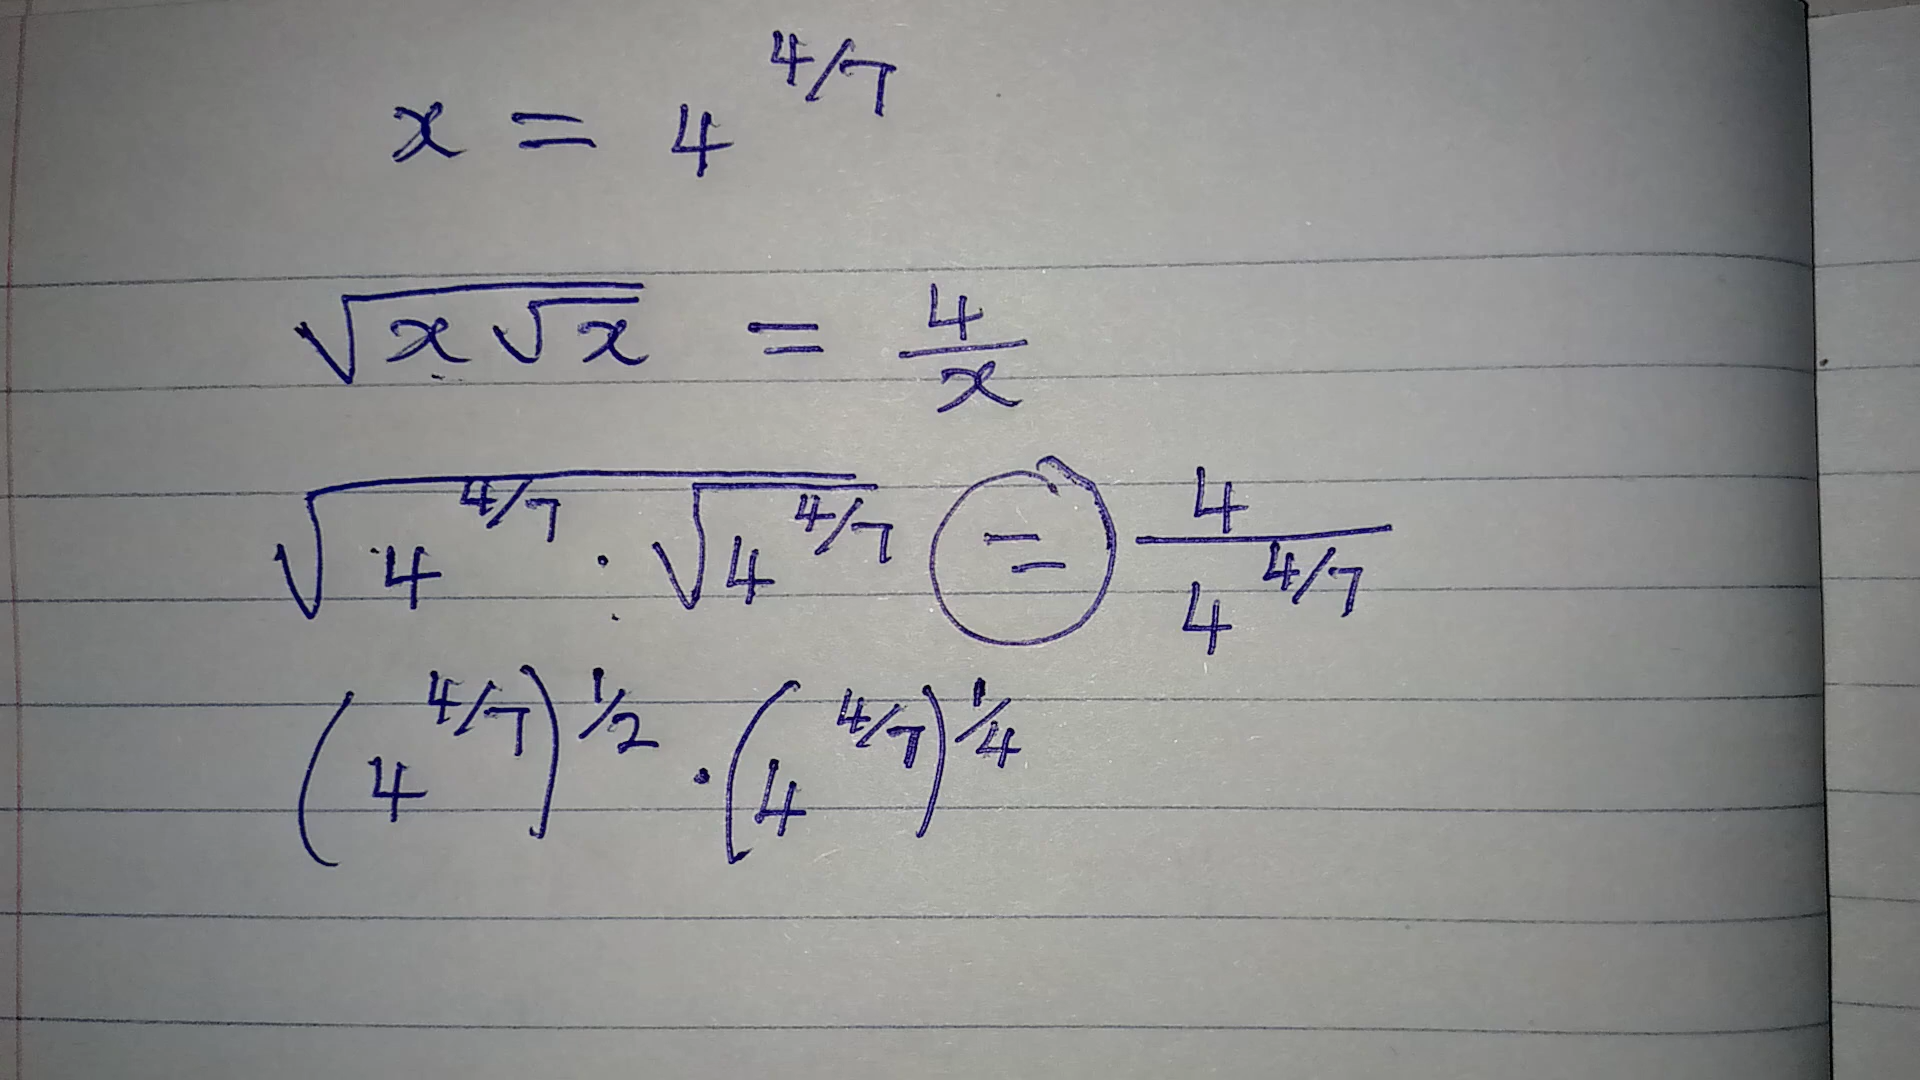 x = 4^{4/7}
√(x√x) = 4/x
√(4^{4/7} · √(4^{4/7})) = 4/4^{4/7}
(4^{4/7})^{1/2} · (4^{4/7})^{1/4}